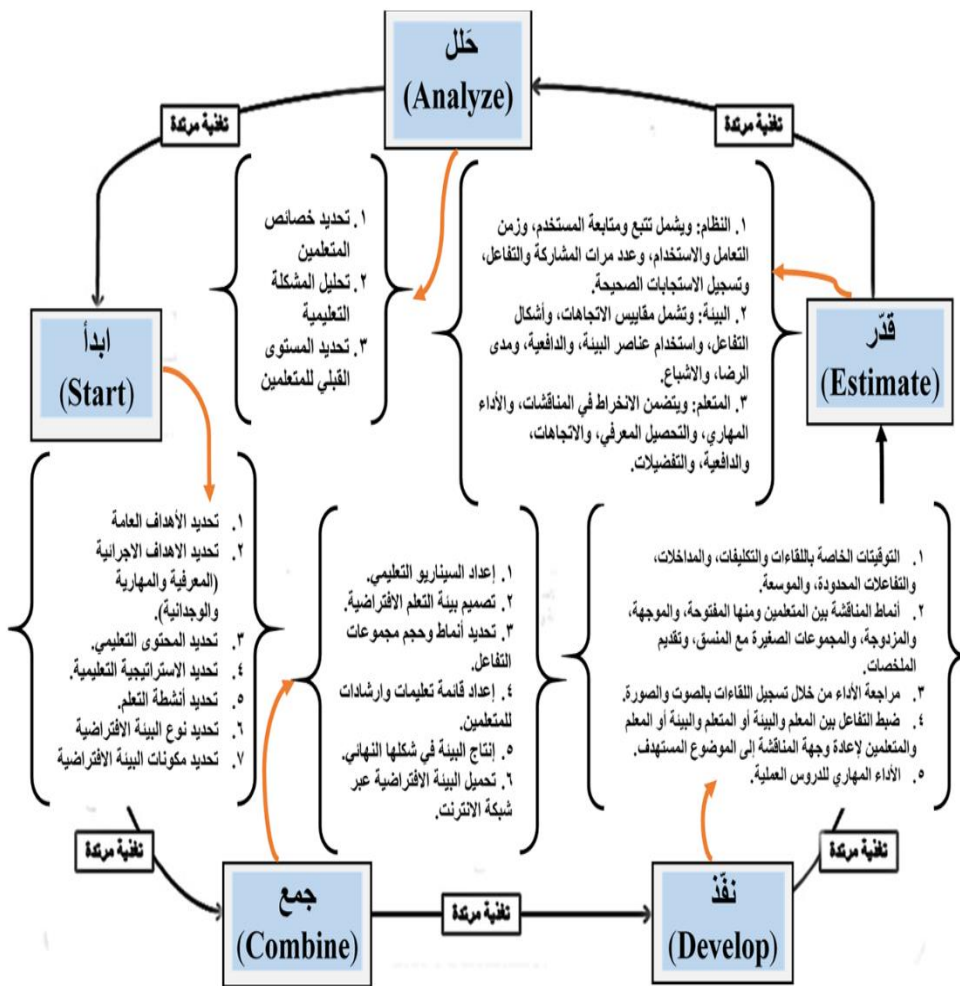 حَلل
(Analyze)
تغذية مرتدة
تغذية مرتدة
١. تحديد خصائص
المتعلمين
٢. تحليل المشكلة
التعليمية
٣. تحديد المستوى
القبلي للمتعلمين
١. النظام: ويشمل تتبع ومتابعة المستخدم، وزمن
التعامل والاستخدام، وعدد مرات المشاركة والتفاعل،
وتسجيل الاستجابات الصحيحة.
٢. البيئة: وتشمل مقاييس الاتجاهات، وأشكال
التفاعل، واستخدام عناصر البيئة، والدافعية، ومدى
الرضا، والاشباع.
٣. المتعلم: ويتضمن الانخراط في المناقشات، والأداء
المهاري، والتحصيل المعرفي، والاتجاهات،
والدافعية، والتفضيلات.
ابدأ
(Start)
قدّر
(Estimate)
١. تحديد الأهداف العامة
٢. تحديد الاهداف الاجرائية
(المعرفية والمهارية
والوجدانية).
٣. تحديد المحتوى التعليمي.
٤. تحديد الاستراتيجية التعليمية.
٥. تحديد أنشطة التعلم.
٦. تحديد نوع البيئة الافتراضية
٧. تحديد مكونات البيئة الافتراضية
١. إعداد السيناريو التعليمي.
٢. تصميم بيئة التعلم الافتراضية.
٣. تحديد أنماط وحجم مجموعات
التفاعل.
٤. إعداد قائمة تعليمات وارشادات
للمتعلمين.
٥. إنتاج البيئة في شكلها النهائي.
٦. تحميل البيئة الافتراضية عبر
شبكة الانترنت.
١. التوقيتات الخاصة باللقاءات والتكليفات، والمداخلات،
والتفاعلات المحدودة، والموسعة.
٢. أنماط المناقشة بين المتعلمين ومنها المفتوحة، والموجهة،
والمزدوجة، والمجموعات الصغيرة مع المنسق، وتقديم
الملخصات.
٣. مراجعة الأداء من خلال تسجيل اللقاءات بالصوت والصورة.
٤. ضبط التفاعل بين المعلم والبيئة أو المتعلم والبيئة أو المعلم
والمتعلمين لإعادة وجهة المناقشة إلى الموضوع المستهدف.
٥. الأداء المهاري للدروس العملية.
تغذية مرتدة
تغذية مرتدة
جمع
(Combine)
تغذية مرتدة
نفّذ
(Develop)